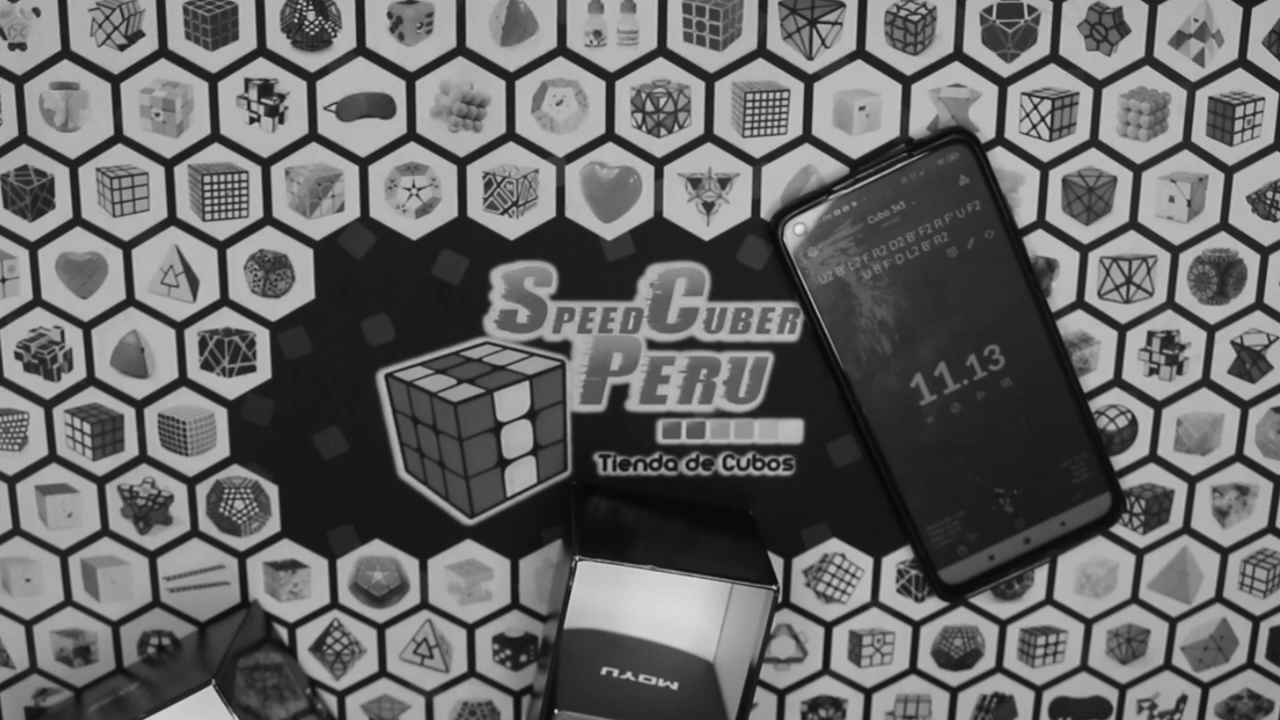 SPEEDCUBER
PERU
Tienda de Cubos
Cubo 3x3
U2 B' L2 F R2 D2 B' F2 R F' U F2
U B' F D L2 B' R2
11.13
MOYU